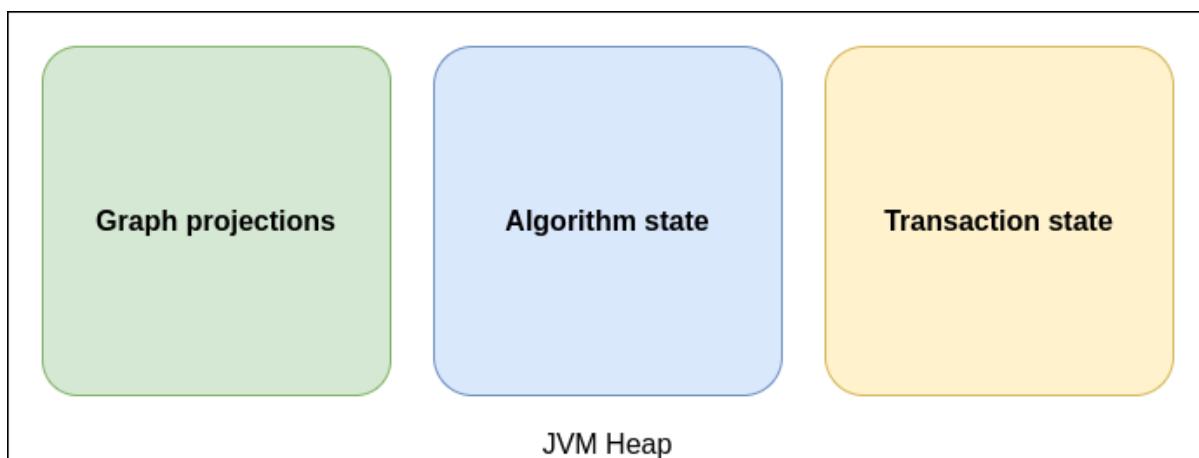 Graph projections
Algorithm state
Transaction state
JVM Heap